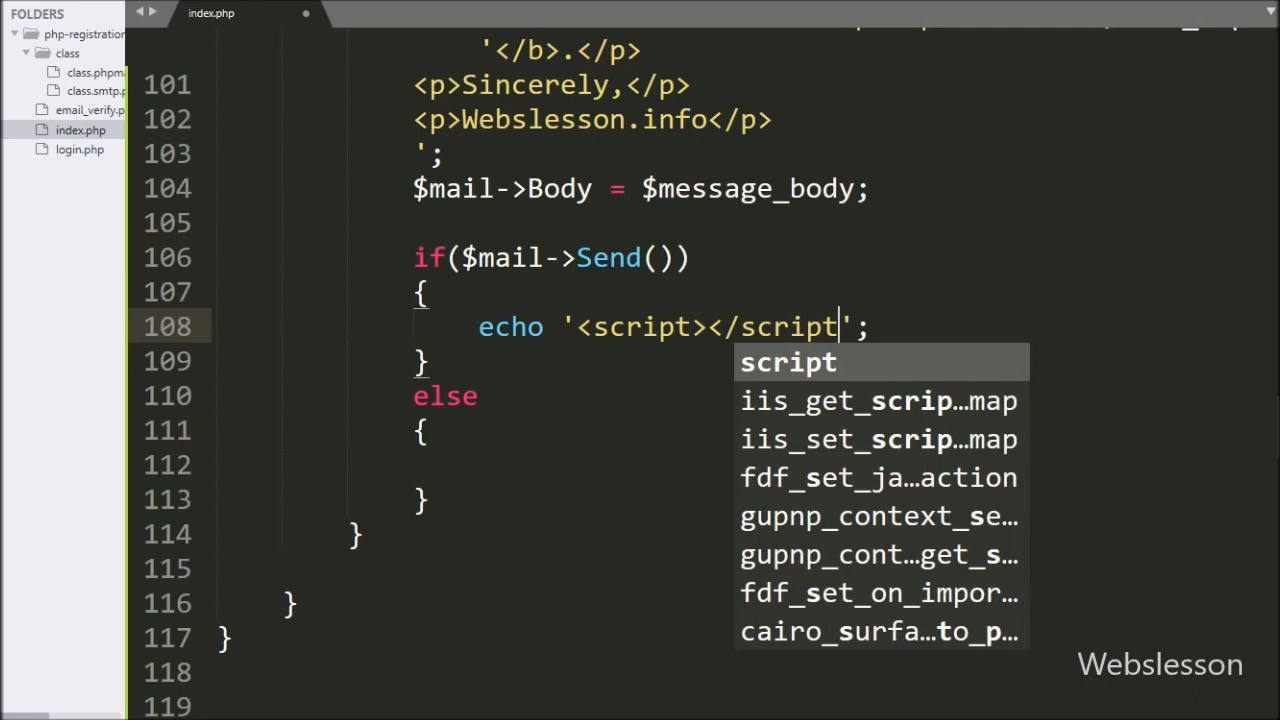 FOLDERS
php-registration
class
class.phpm
class.smtp.p
email_verify.p
index.php
login.php
index.php
'</b>.</p>
101 <p>Sincerely,</p>
102 <p>Webslesson.info</p>
103 ';
104 $mail->Body = $message_body;
105
106 if($mail->Send())
107 {
108 echo '<script></script';
109 }
110 else
111 {
112
113 }
114 }
115
116 }
117 }
118
119
script
iis_get_scrip…map
iis_set_scrip…map
fdf_set_ja…action
gupnp_context_se…
gupnp_cont…get_s…
fdf_set_on_impor…
cairo_surfa…to_p…
Webslesson